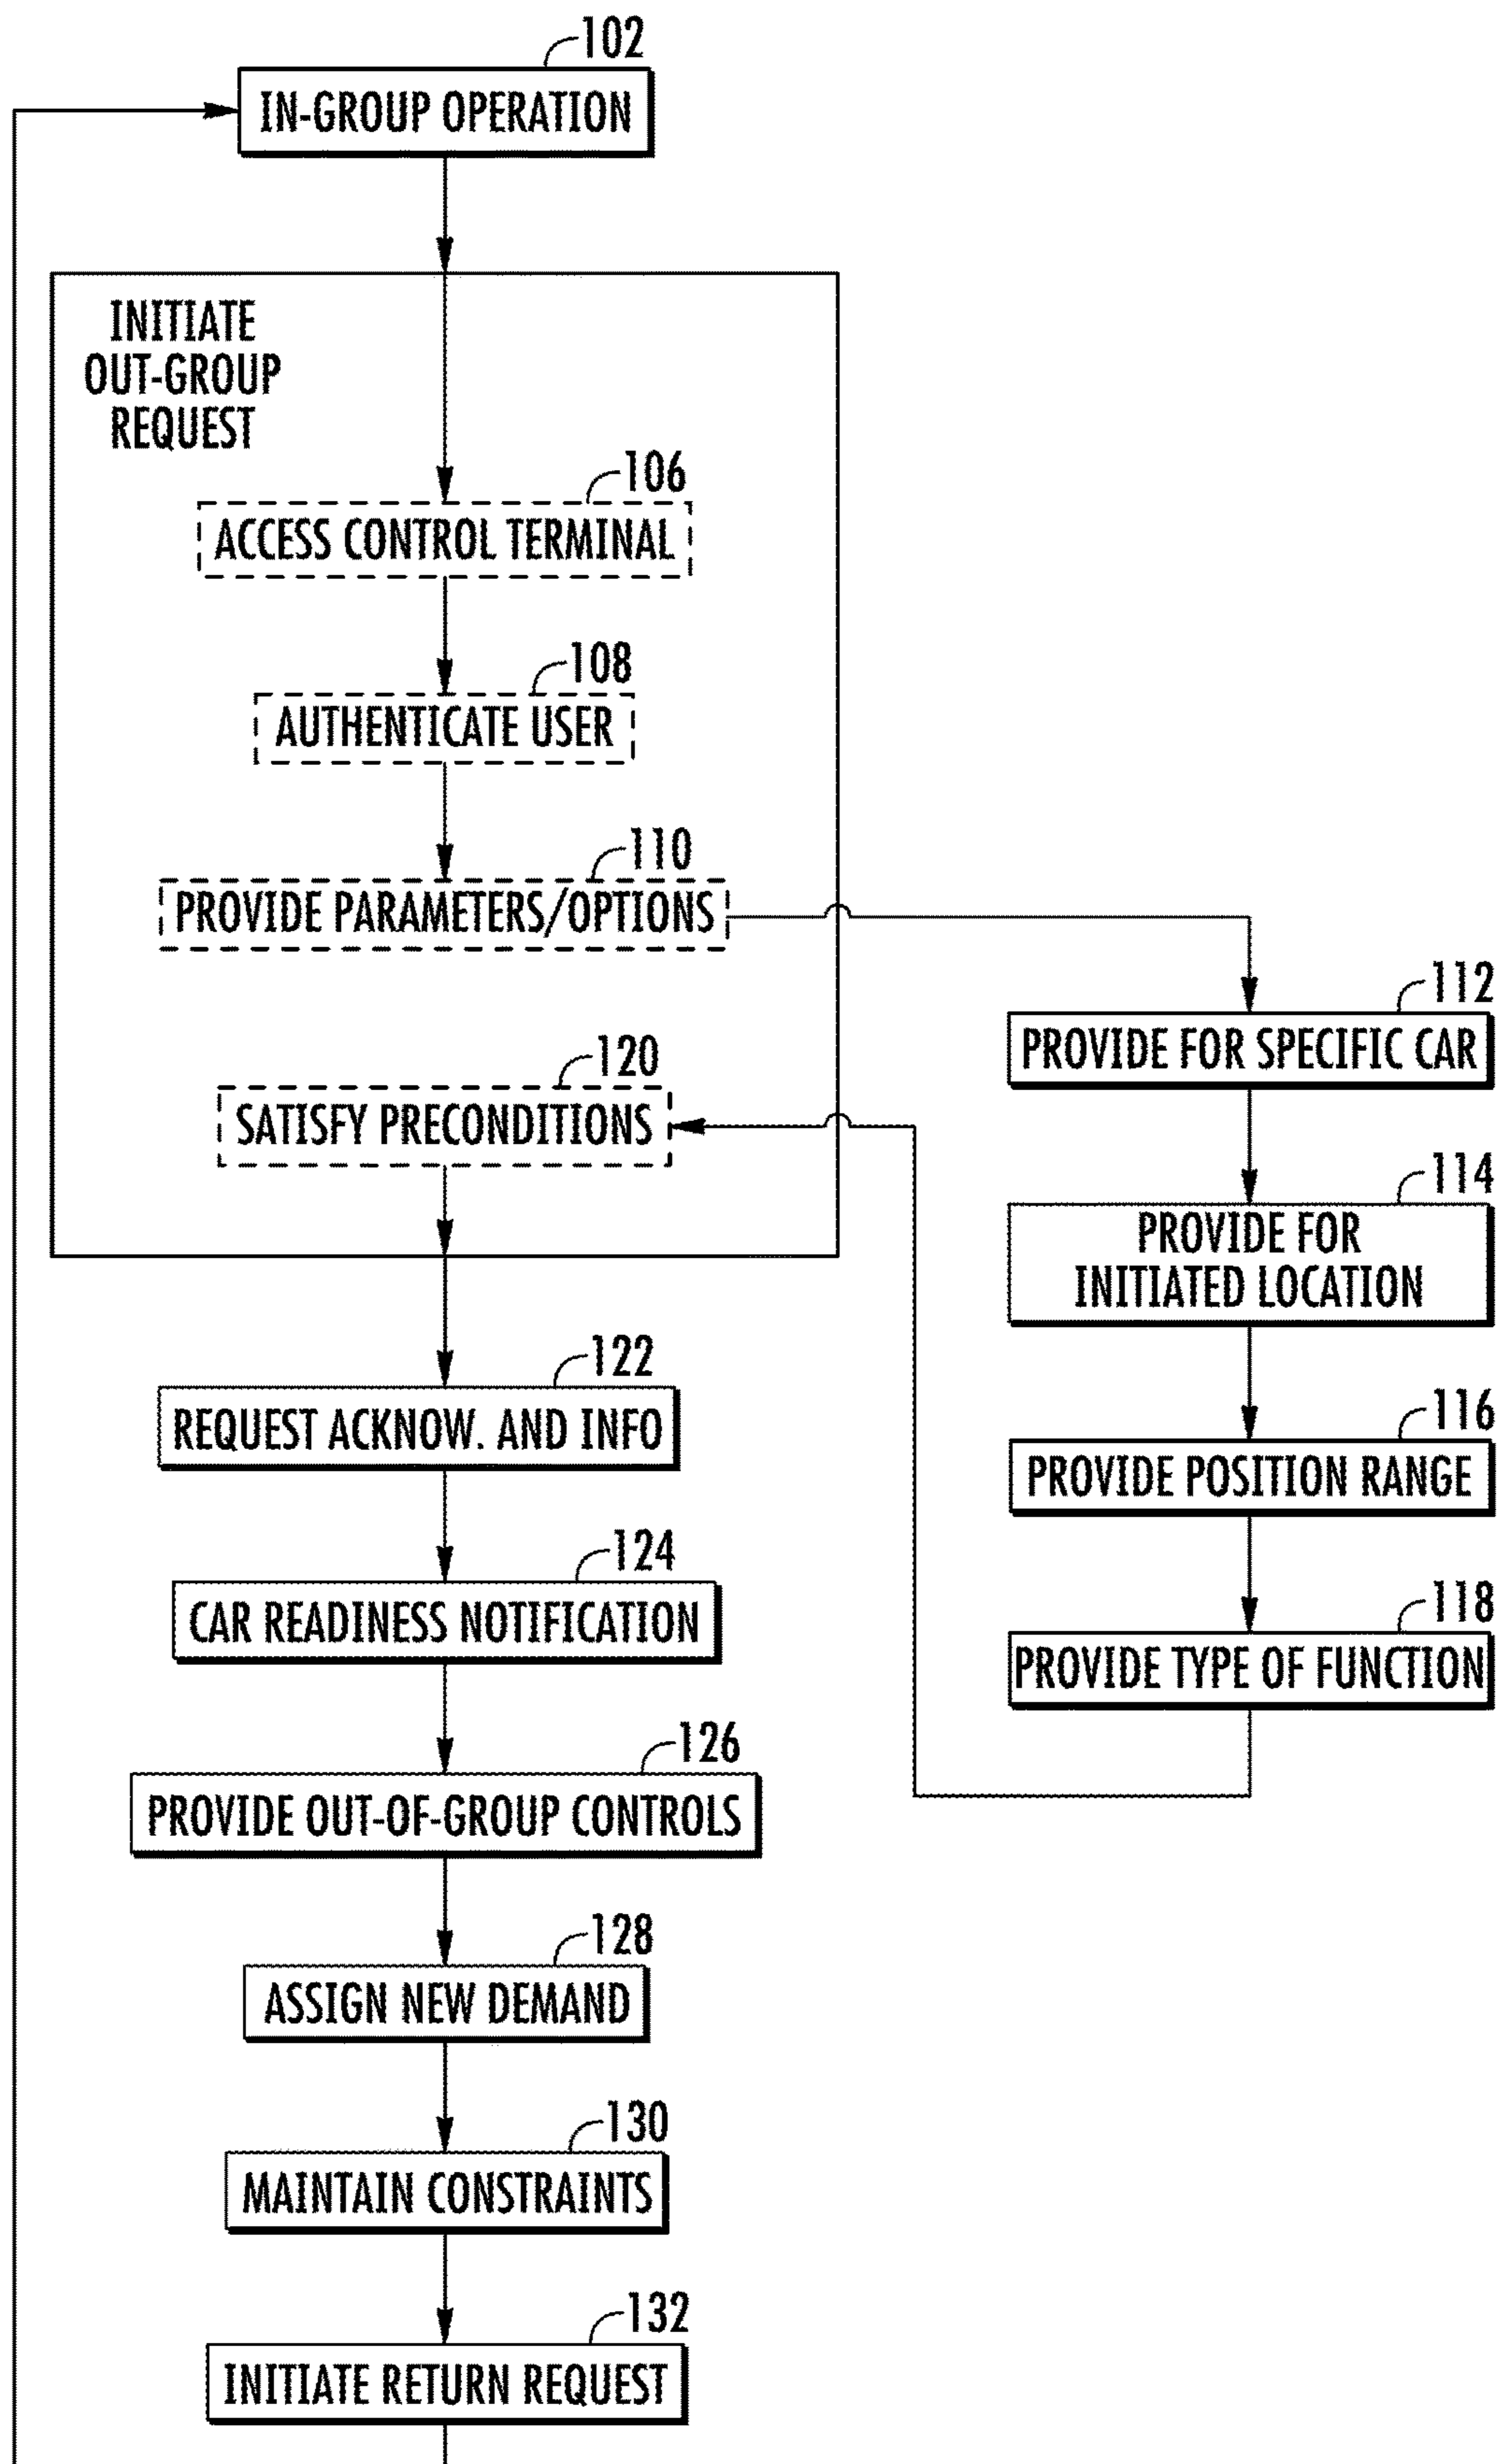 102
IN-GROUP OPERATION
INITIATE
OUT-GROUP
REQUEST
106
ACCESS CONTROL TERMINAL
108
AUTHENTICATE USER
110
PROVIDE PARAMETERS/OPTIONS
112
PROVIDE FOR SPECIFIC CAR
114
PROVIDE FOR
INITIATED LOCATION
116
PROVIDE POSITION RANGE
118
PROVIDE TYPE OF FUNCTION
120
SATISFY PRECONDITIONS
122
REQUEST ACKNOW. AND INFO
124
CAR READINESS NOTIFICATION
126
PROVIDE OUT-OF-GROUP CONTROLS
128
ASSIGN NEW DEMAND
130
MAINTAIN CONSTRAINTS
132
INITIATE RETURN REQUEST